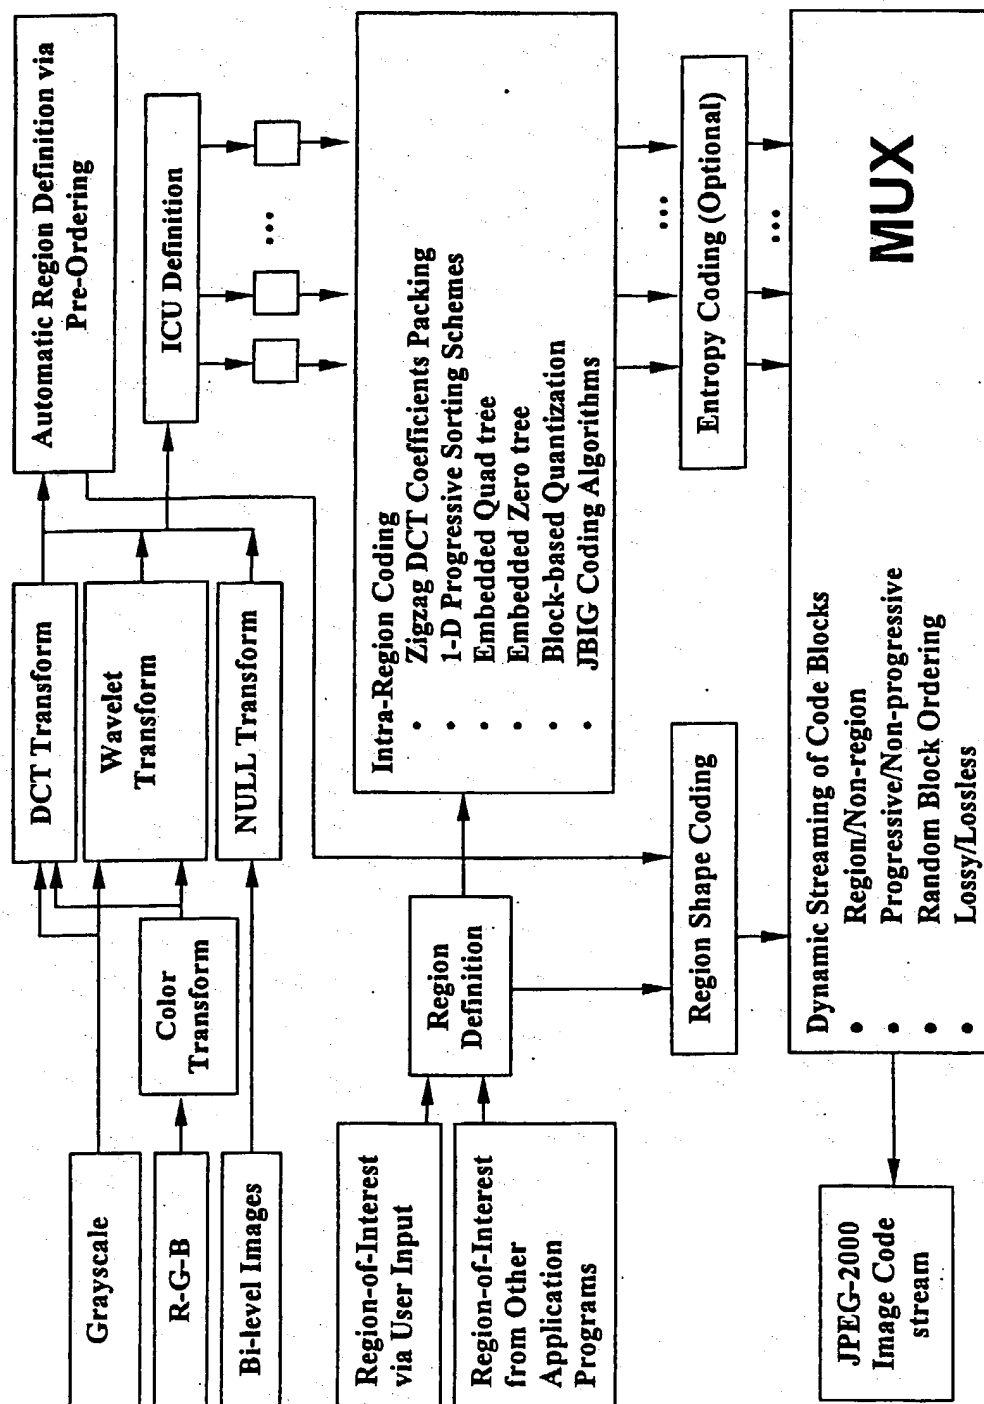 Grayscale
R-G-B
Bi-level Images
Color
Transform
DCT Transform
Wavelet
Transform
NULL Transform
Automatic Region Definition via
Pre-Ordering
ICU Definition
...
Region-of-Interest
via User Input
Region-of-Interest
from Other
Application
Programs
Region
Definition
Intra-Region Coding
• Zigzag DCT Coefficients Packing
• 1-D Progressive Sorting Schemes
• Embedded Quad tree
• Embedded Zero tree
• Block-based Quantization
• JBIG Coding Algorithms
...
Region Shape Coding
Entropy Coding (Optional)
...
Dynamic Streaming of Code Blocks
• Region/Non-region
• Progressive/Non-progressive
• Random Block Ordering
• Lossy/Lossless
MUX
JPEG-2000
Image Code
stream